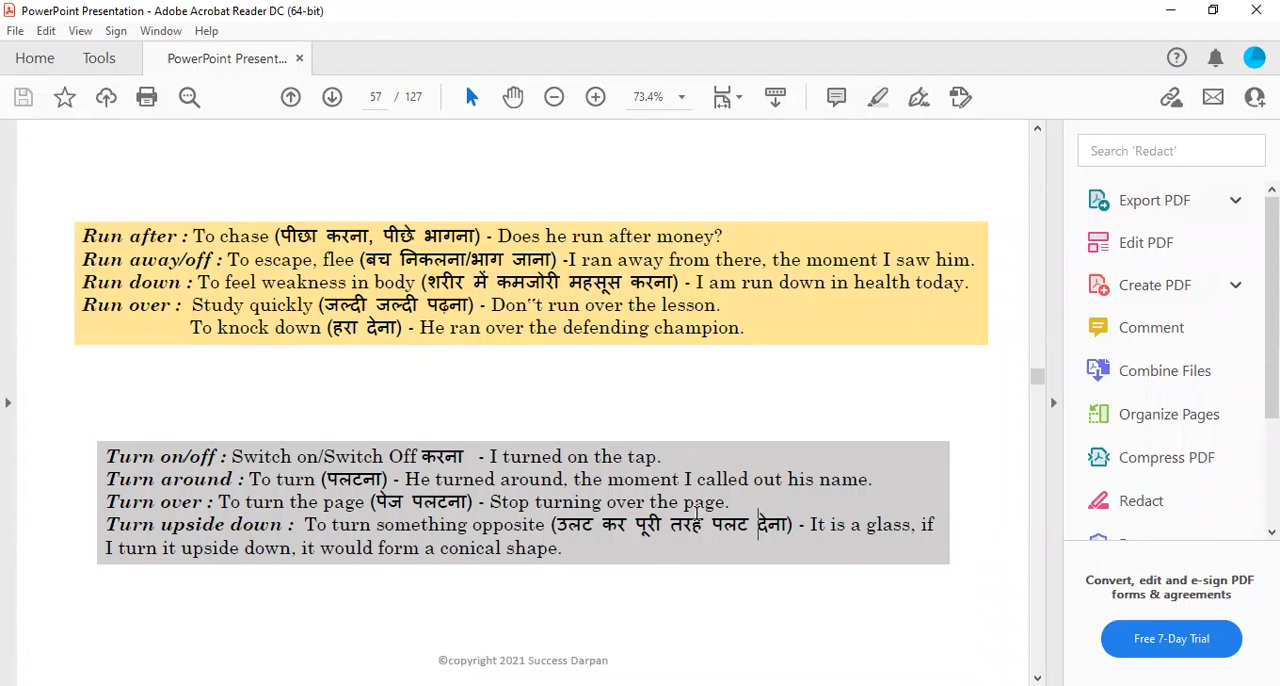 PowerPoint Presentation - Adobe Acrobat Reader DC (64-bit)
File Edit View Sign Window Help
Home Tools PowerPoint Present... ×
57 / 127 73.4%
Search 'Redact'
Export PDF
Edit PDF
Create PDF
Comment
Combine Files
Organize Pages
Compress PDF
Redact
Convert, edit and e-sign PDF
forms & agreements
Free 7-Day Trial
Run after : To chase (पीछा करना, पीछे भागना) - Does he run after money?
Run away/off : To escape, flee (बच निकलना/भाग जाना) -I ran away from there, the moment I saw him.
Run down : To feel weakness in body (शरीर में कमजोरी महसूस करना) - I am run down in health today.
Run over : Study quickly (जल्दी जल्दी पढ़ना) - Don‟t run over the lesson.
To knock down (हरा देना) - He ran over the defending champion.
Turn on/off : Switch on/Switch Off करना - I turned on the tap.
Turn around : To turn (पलटना) - He turned around, the moment I called out his name.
Turn over : To turn the page (पेज पलटना) - Stop turning over the page.
Turn upside down : To turn something opposite (उलट कर पूरी तरह पलट देना) - It is a glass, if
I turn it upside down, it would form a conical shape.
©copyright 2021 Success Darpan